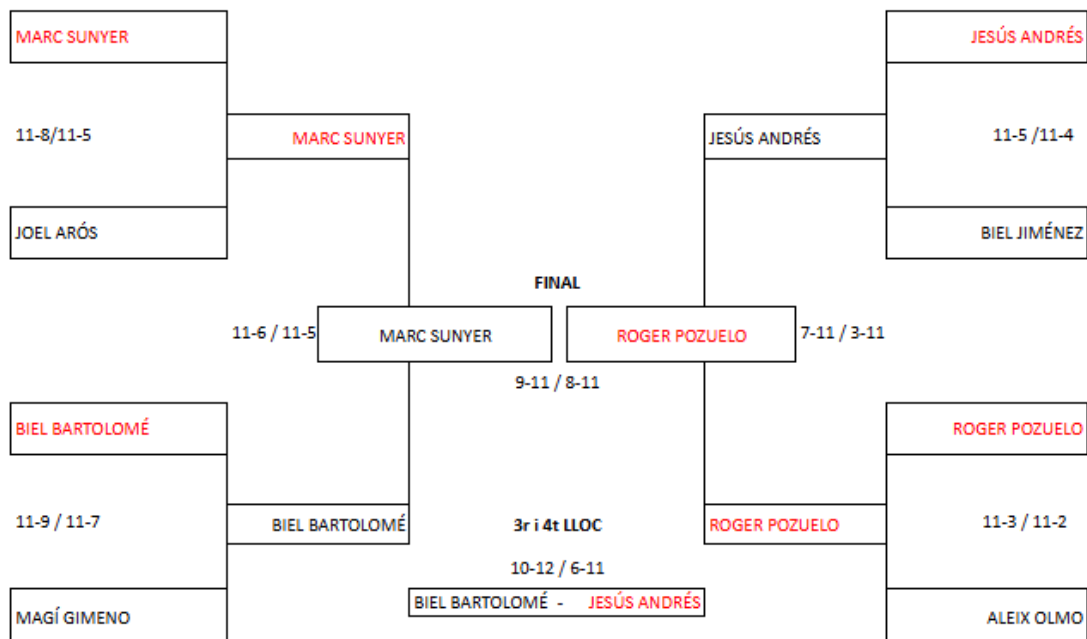 MARC SUNYER
JESÚS ANDRÉS
11-8/11-5
MARC SUNYER
JESÚS ANDRÉS
11-5 /11-4
JOEL ARÓS
BIEL JIMÉNEZ
FINAL
11-6 / 11-5
MARC SUNYER
ROGER POZUELO
7-11 / 3-11
9-11 / 8-11
BIEL BARTOLOMÉ
ROGER POZUELO
11-9 / 11-7
BIEL BARTOLOMÉ
3r i 4t LLOC
ROGER POZUELO
11-3 / 11-2
10-12 / 6-11
BIEL BARTOLOMÉ - JESÚS ANDRÉS
MAGÍ GIMENO
ALEIX OLMO